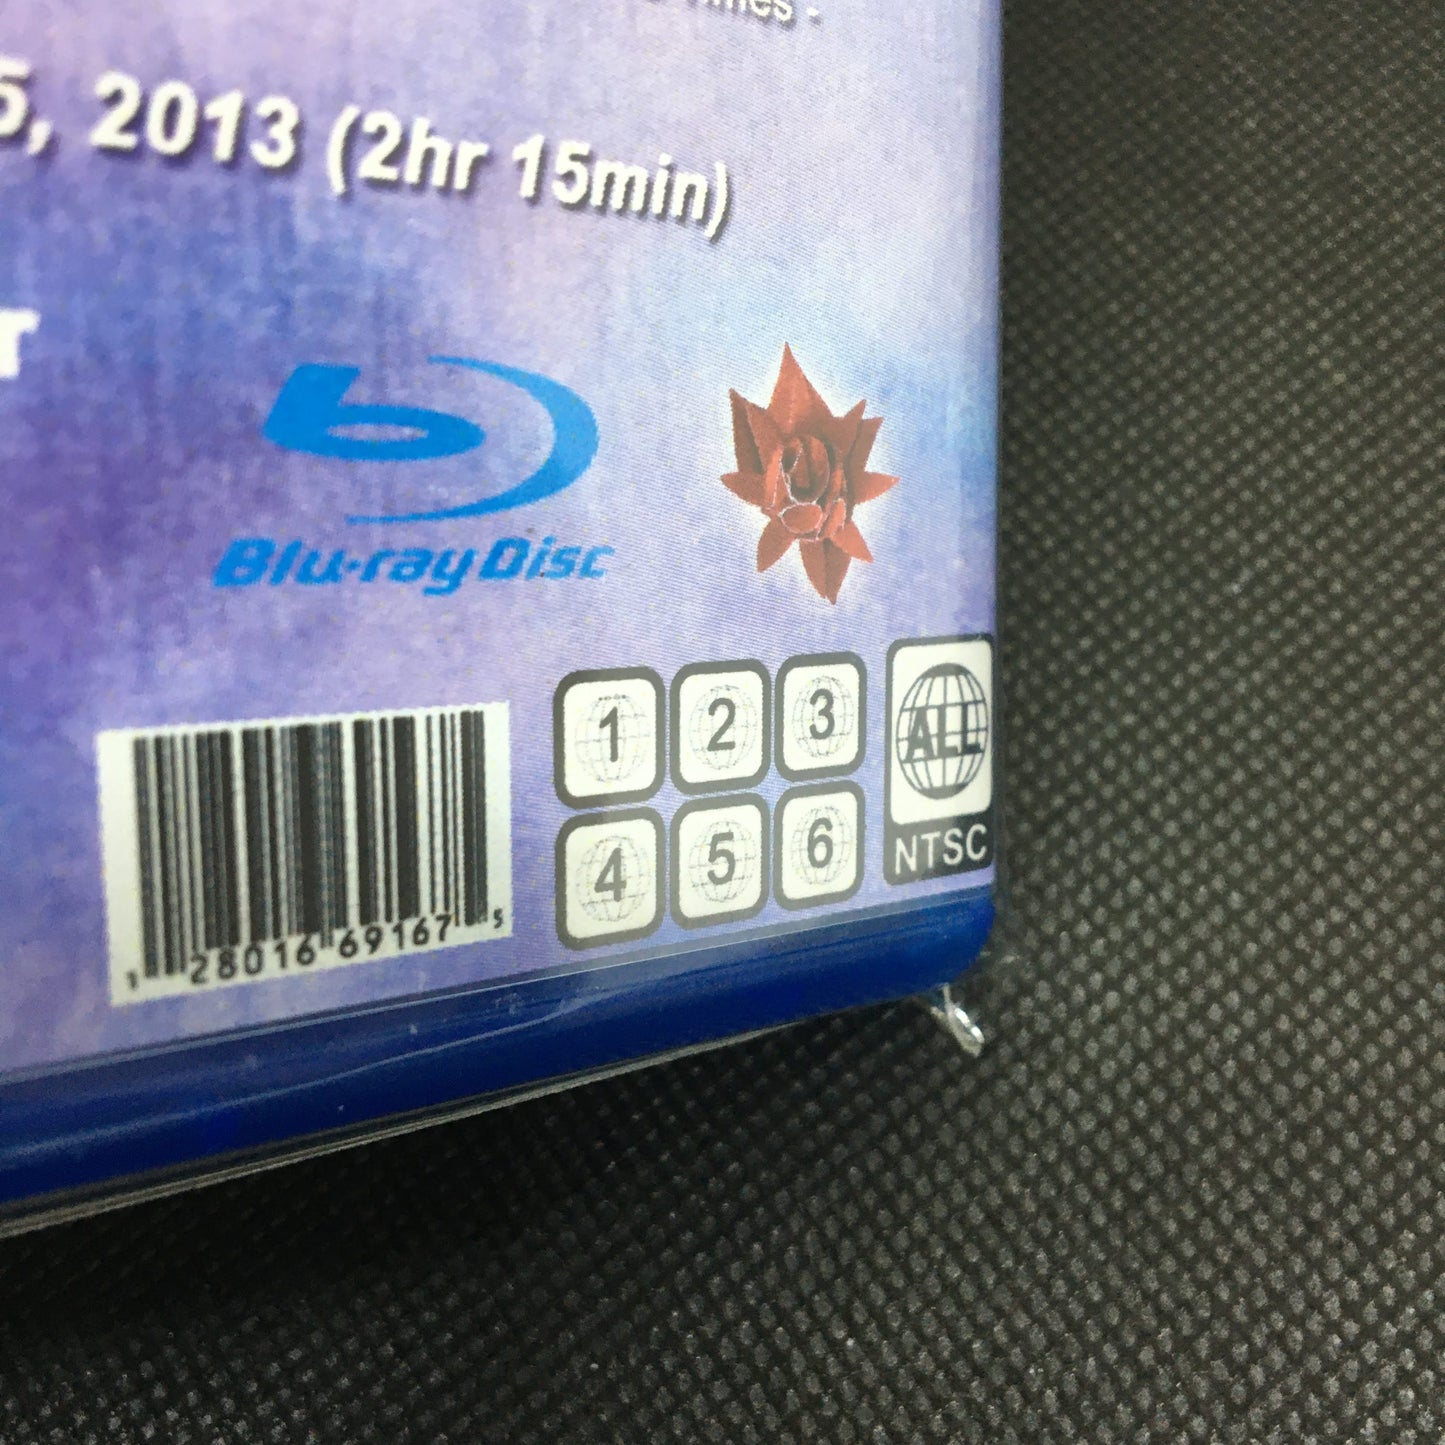 5, 2013 (2hr 15min)
Blu-ray Disc
1 2 3
ALL
4 5 6
NTSC
1 28016 69167 5